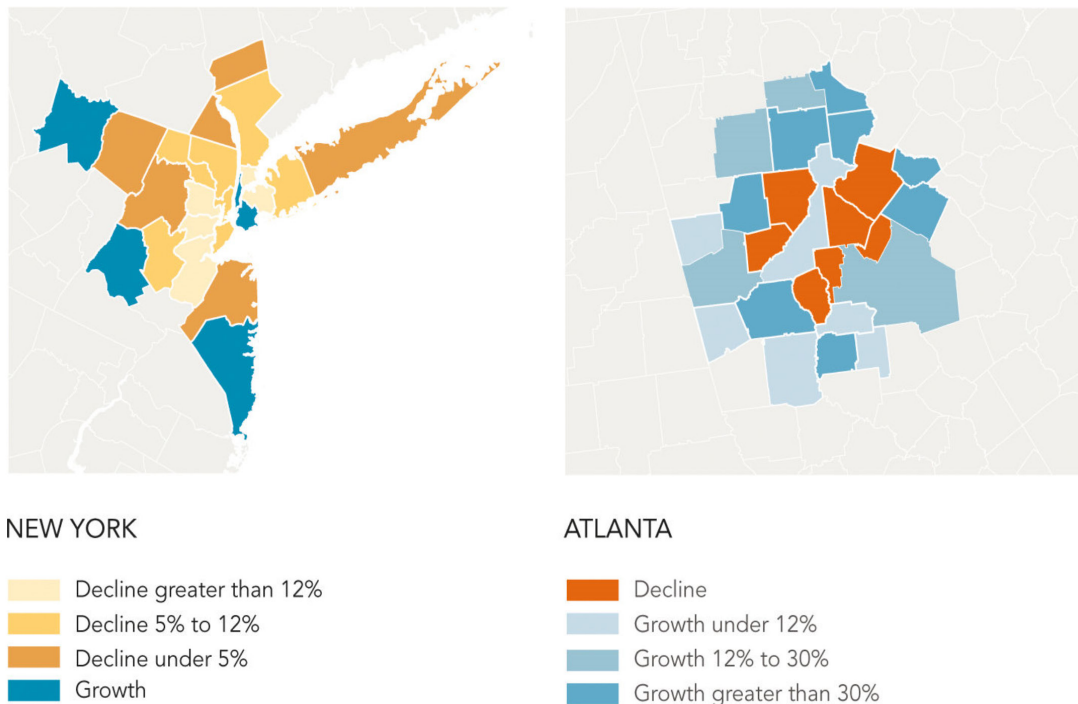 NEW YORK
Decline greater than 12%
Decline 5% to 12%
Decline under 5%
Growth
ATLANTA
Decline
Growth under 12%
Growth 12% to 30%
Growth greater than 30%